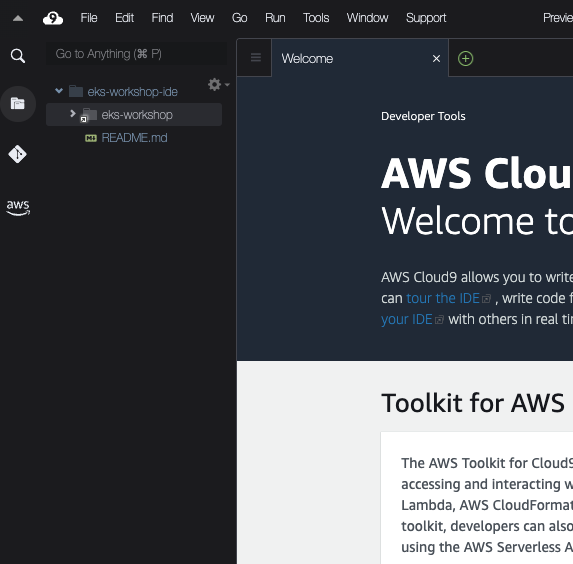 9 File Edit Find View Go Run Tools Window Support Previe
Go to Anything (⌘ P)
Welcome
eks-workshop-ide
eks-workshop
README.md
aws
Developer Tools
AWS Clou
Welcome to
AWS Cloud9 allows you to write
can tour the IDE , write code f
your IDE with others in real tin
Toolkit for AWS
The AWS Toolkit for Cloud9
accessing and interacting w
Lambda, AWS CloudFormat
toolkit, developers can also
using the AWS Serverless A